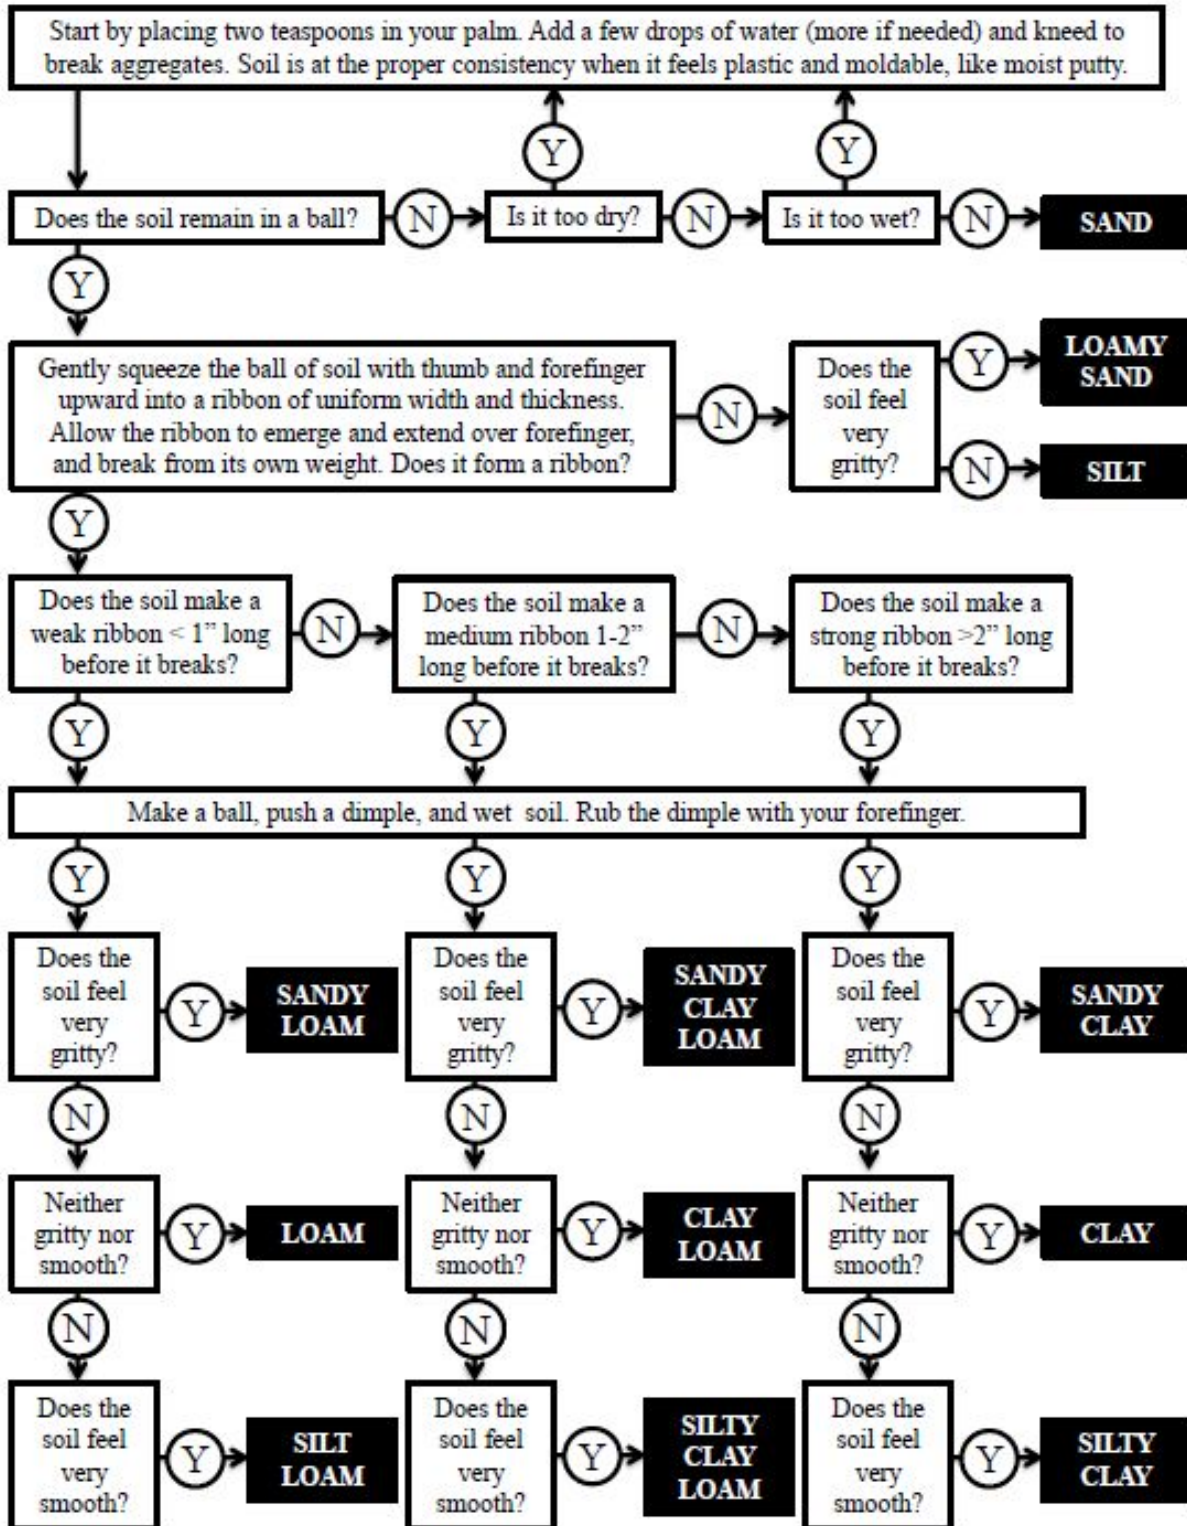 Start by placing two teaspoons in your palm. Add a few drops of water (more if needed) and kneed to
break aggregates. Soil is at the proper consistency when it feels plastic and moldable, like moist putty.
Y
Y
Does the soil remain in a ball?
N
Is it too dry?
N
Is it too wet?
N
SAND
Y
Gently squeeze the ball of soil with thumb and forefinger
upward into a ribbon of uniform width and thickness.
Allow the ribbon to emerge and extend over forefinger,
and break from its own weight. Does it form a ribbon?
N
Does the
soil feel
very
gritty?
Y
LOAMY
SAND
N
SILT
Y
Does the soil make a
weak ribbon < 1” long
before it breaks?
N
Does the soil make a
medium ribbon 1-2”
long before it breaks?
N
Does the soil make a
strong ribbon >2” long
before it breaks?
Y
Y
Y
Make a ball, push a dimple, and wet soil. Rub the dimple with your forefinger.
Y
Y
Y
Does the
soil feel
very
gritty?
Y
SANDY
LOAM
Does the
soil feel
very
gritty?
Y
SANDY
CLAY
LOAM
Does the
soil feel
very
gritty?
Y
SANDY
CLAY
N
N
N
Neither
gritty nor
smooth?
Y
LOAM
Neither
gritty nor
smooth?
Y
CLAY
LOAM
Neither
gritty nor
smooth?
Y
CLAY
N
N
N
Does the
soil feel
very
smooth?
Y
SILT
LOAM
Does the
soil feel
very
smooth?
Y
SILTY
CLAY
LOAM
Does the
soil feel
very
smooth?
Y
SILTY
CLAY